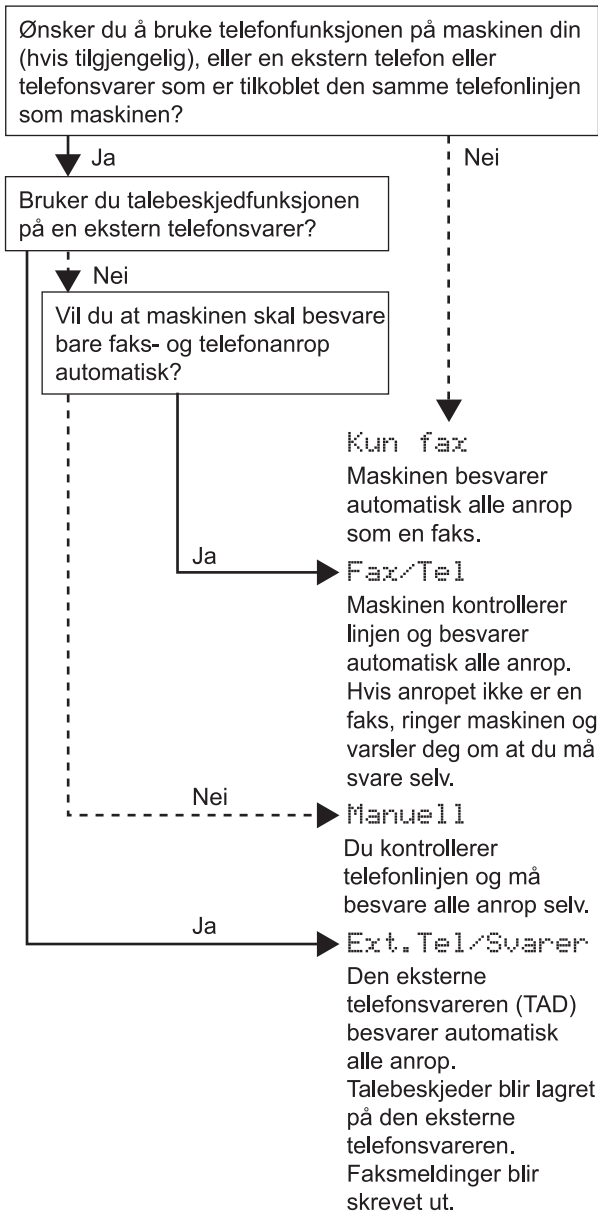 Ønsker du å bruke telefonfunksjonen på maskinen din
(hvis tilgjengelig), eller en ekstern telefon eller
telefonsvarer som er tilkoblet den samme telefonlinjen
som maskinen?
Ja
Nei
Bruker du talebeskjedfunksjonen
på en ekstern telefonsvarer?
Nei
Vil du at maskinen skal besvare
bare faks- og telefonanrop
automatisk?
Kun fax
Maskinen besvarer
automatisk alle anrop
som en faks.
Ja
Fax/Tel
Maskinen kontrollerer
linjen og besvarer
automatisk alle anrop.
Hvis anropet ikke er en
faks, ringer maskinen og
varsler deg om at du må
svare selv.
Nei
Manuell
Du kontrollerer
telefonlinjen og må
besvare alle anrop selv.
Ja
Ext.Tel/Svarer
Den eksterne
telefonsvareren (TAD)
besvarer automatisk
alle anrop.
Talebeskjeder blir lagret
på den eksterne
telefonsvareren.
Faksmeldinger blir
skrevet ut.